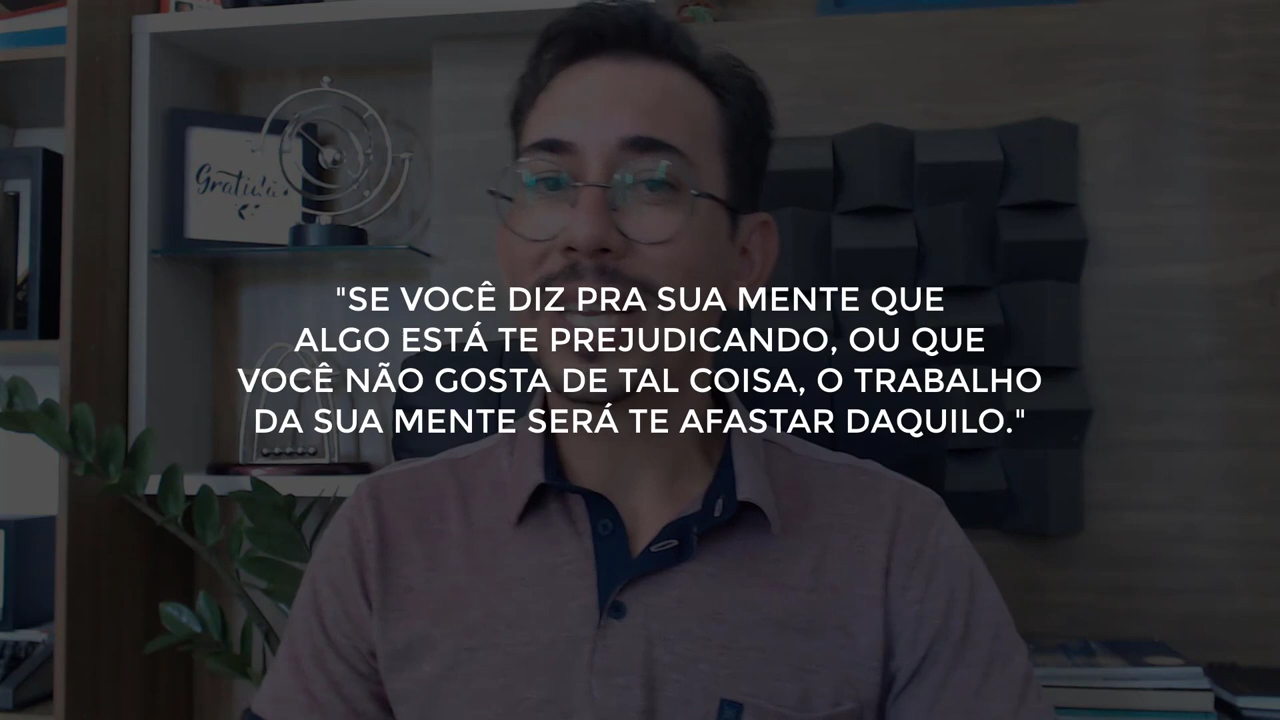 Gratidão
"SE VOCÊ DIZ PRA SUA MENTE QUE
ALGO ESTÁ TE PREJUDICANDO, OU QUE
VOCÊ NÃO GOSTA DE TAL COISA, O TRABALHO
DA SUA MENTE SERÁ TE AFASTAR DAQUILO."